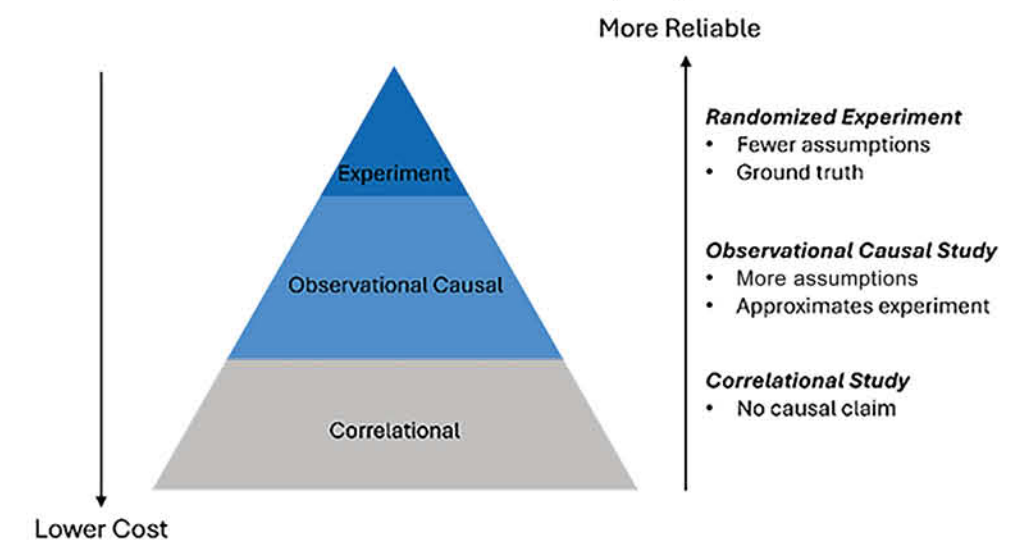 More Reliable
Randomized Experiment
• Fewer assumptions
• Ground truth
Experiment
Observational Causal Study
• More assumptions
• Approximates experiment
Observational Causal
Correlational Study
• No causal claim
Correlational
Lower Cost